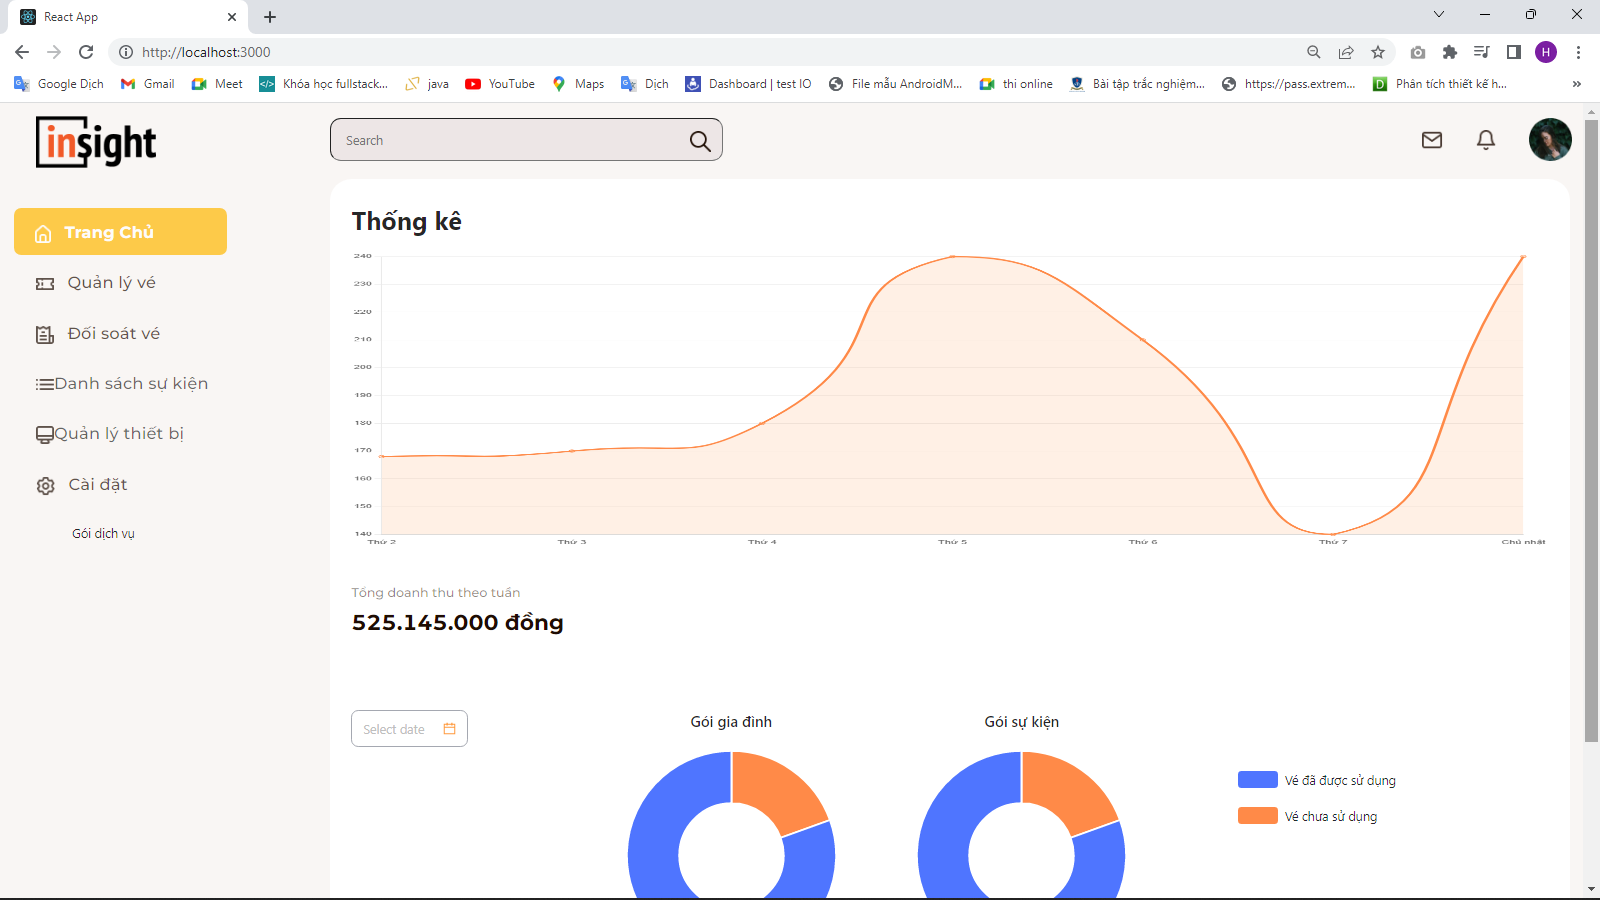 React App
http://localhost:3000
H
Google Dịch
Gmail
Meet
Khóa học fullstack...
java
YouTube
Maps
Dịch
Dashboard | test IO
File mẫu AndroidM...
thi online
Bài tập trắc nghiệm...
https://pass.extrem...
D
Phân tích thiết kế h...
»
insight
Search
Trang Chủ
Quản lý vé
Đối soát vé
Danh sách sự kiện
Quản lý thiết bị
Cài đặt
Gói dịch vụ
Thống kê
240
230
220
210
200
190
180
170
160
150
140
Thứ 2
Thứ 3
Thứ 4
Thứ 5
Thứ 6
Thứ 7
Chủ nhật
Tổng doanh thu theo tuần
525.145.000 đồng
Select date
Gói gia đình
Gói sự kiện
Vé đã được sử dụng
Vé chưa sử dụng